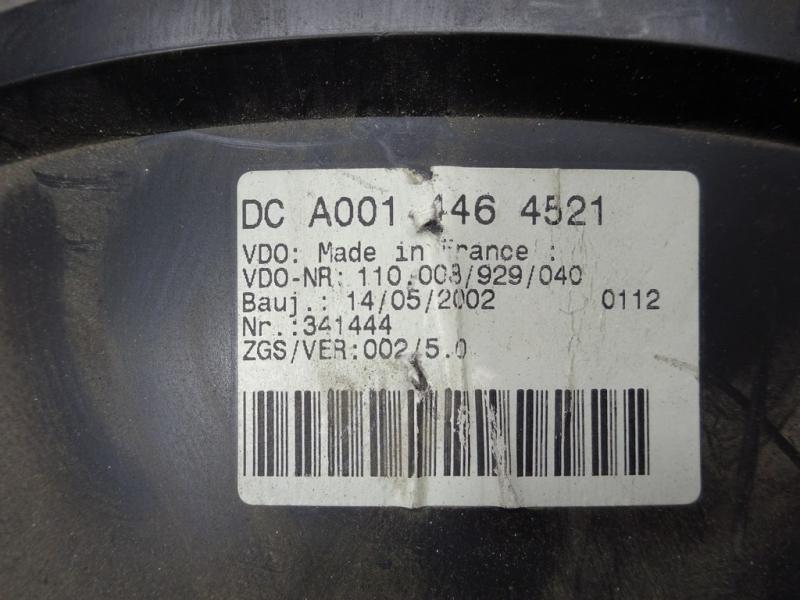 DC A001 446 4521
VDO: Made in France :
VDO-NR: 110.008/929/040
Bauj.: 14/05/2002 0112
Nr.:341444
ZGS/VER:002/5.0